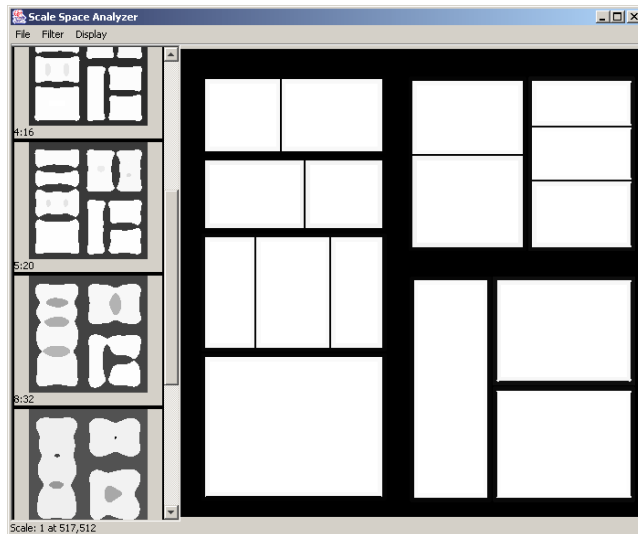 Scale Space Analyzer
File Filter Display
4:16
5:20
8:32
Scale: 1 at 517,512